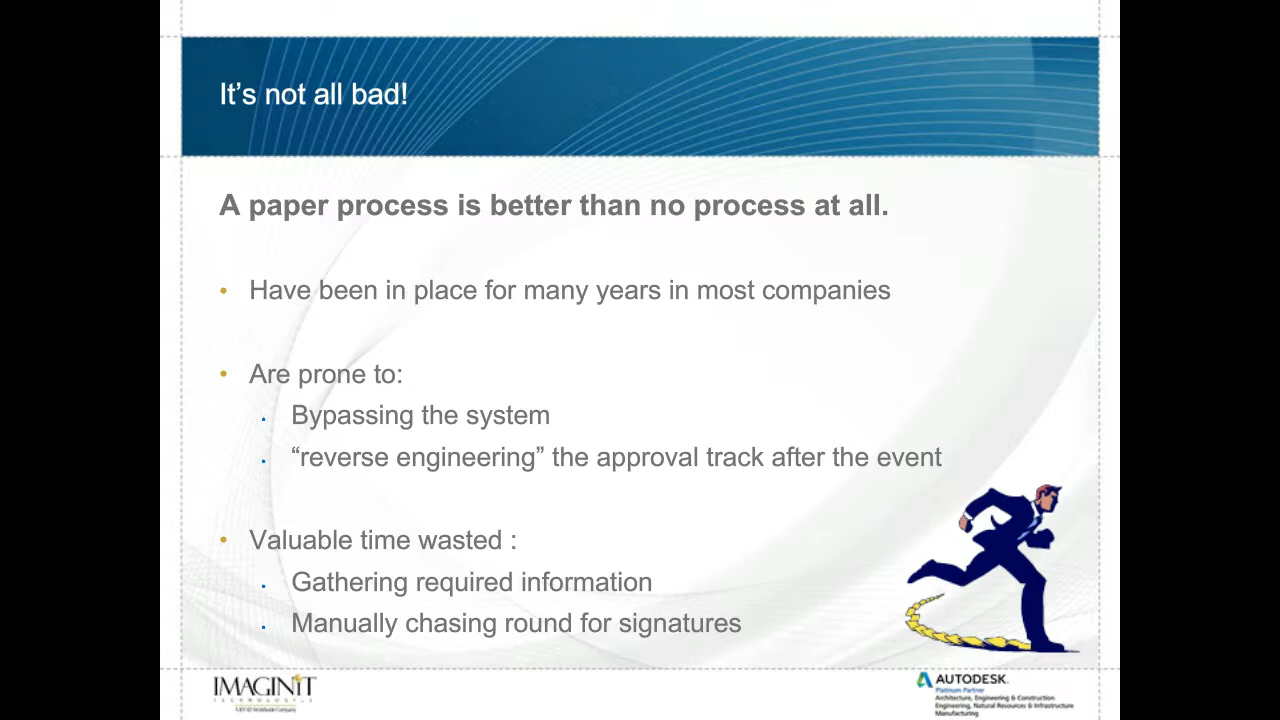 It's not all bad!
A paper process is better than no process at all.
• Have been in place for many years in most companies
• Are prone to:
• Bypassing the system
• “reverse engineering” the approval track after the event
• Valuable time wasted :
• Gathering required information
• Manually chasing round for signatures
IMAGINiT
TECHNOLOGIES
AUTODESK.
Platinum Partner
Architecture, Engineering & Construction
Engineering, Natural Resources & Infrastructure
Manufacturing